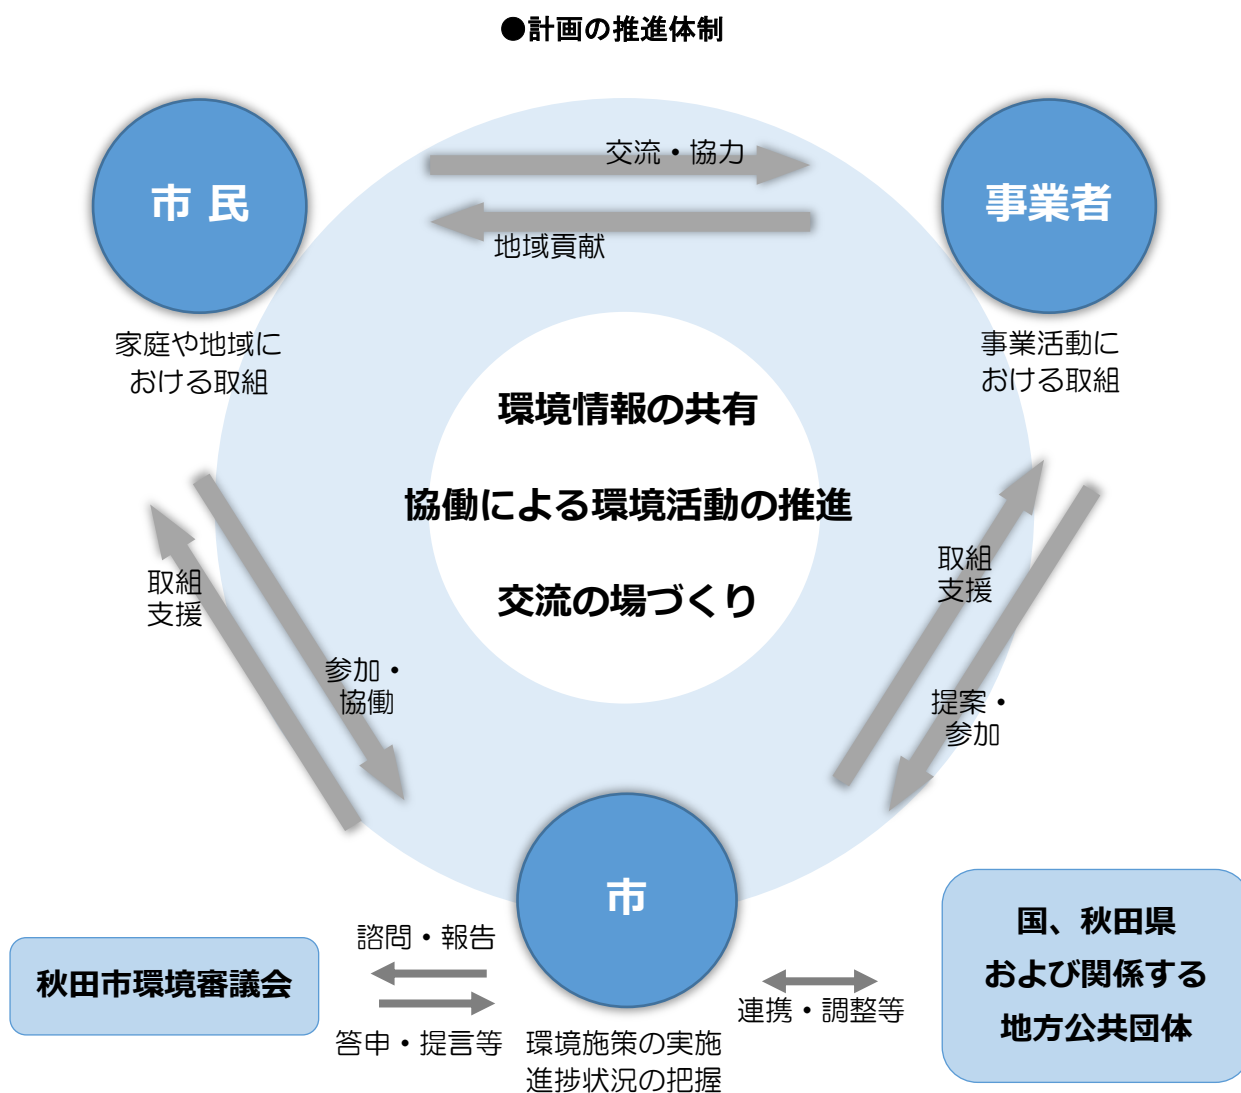 ●計画の推進体制
交流・協力
市 民
事業者
地域貢献
家庭や地域に
おける取組
事業活動に
おける取組
環境情報の共有
協働による環境活動の推進
交流の場づくり
取組
支援
参加・
協働
取組
支援
提案・
参加
市
諮問・報告
秋田市環境審議会
答申・提言等
環境施策の実施
進捗状況の把握
連携・調整等
国、秋田県
および関係する
地方公共団体